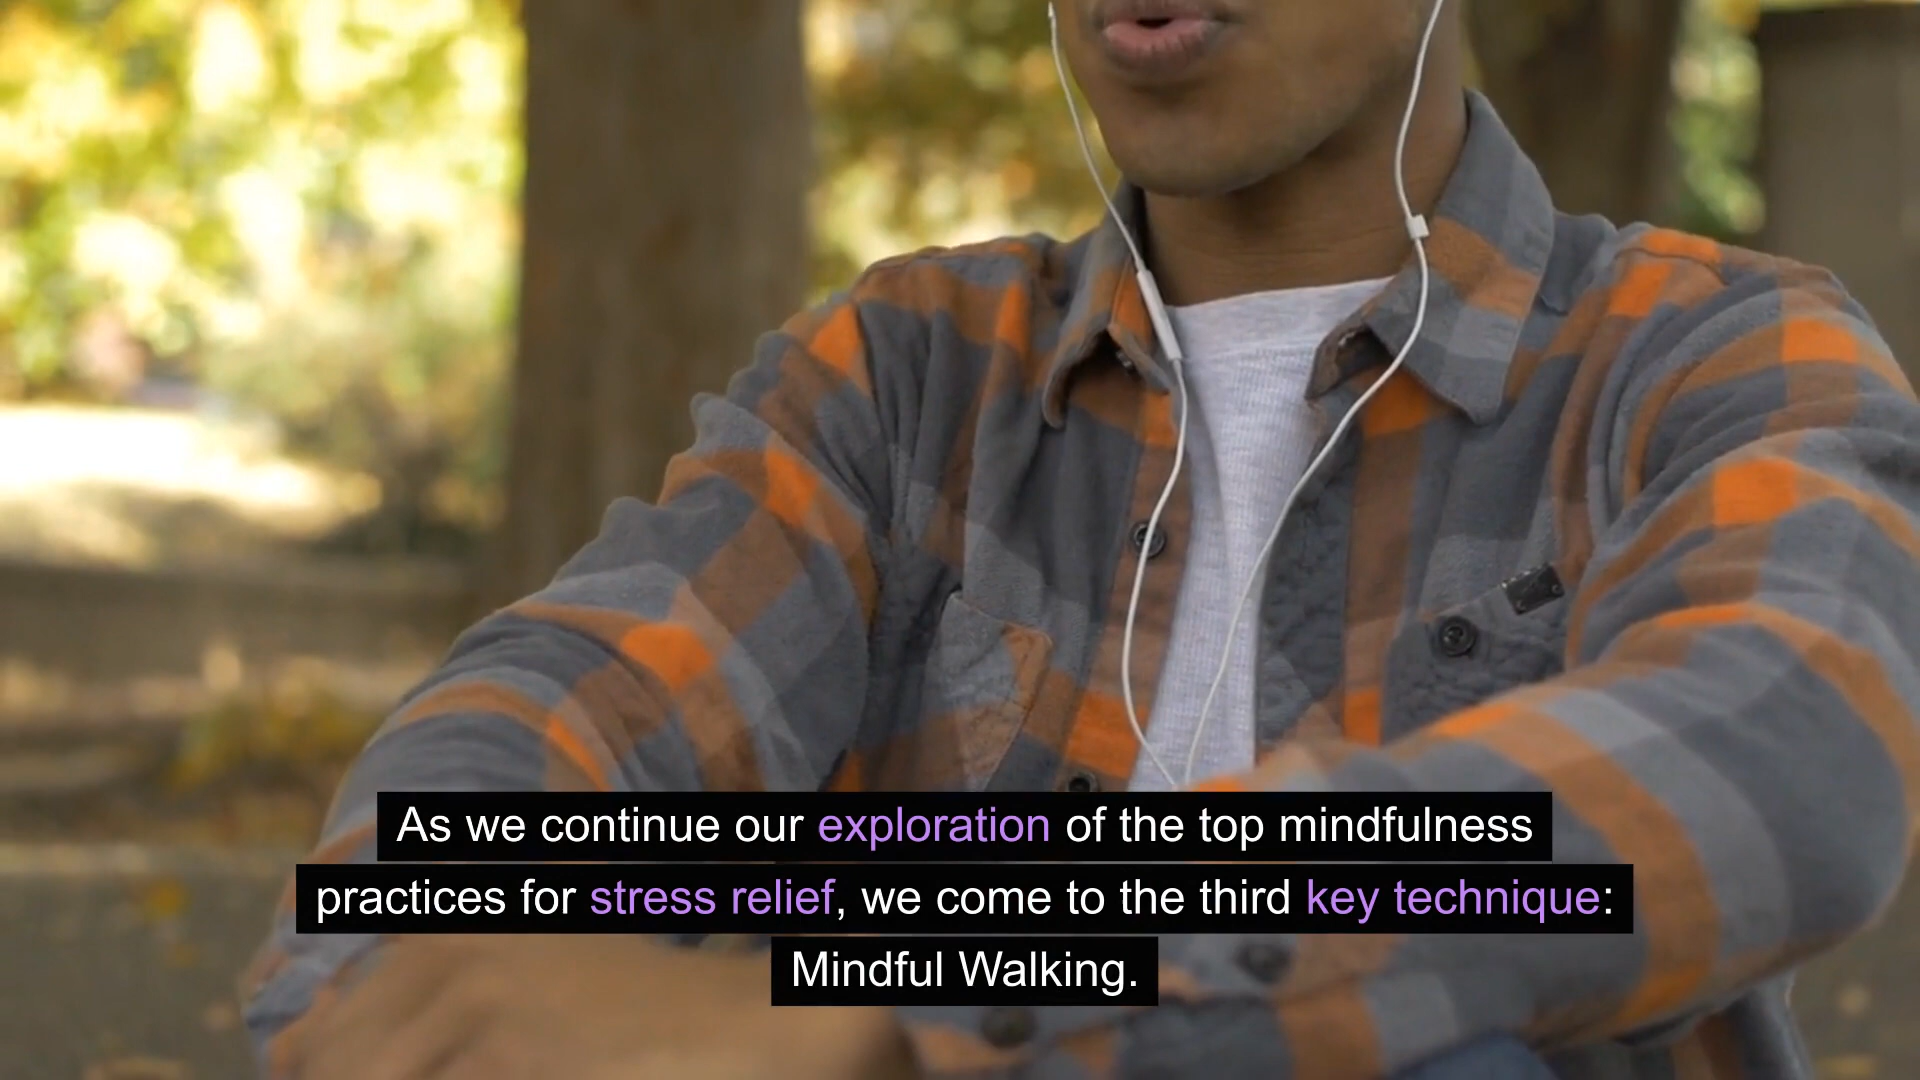 As we continue our exploration of the top mindfulness
practices for stress relief, we come to the third key technique:
Mindful Walking.